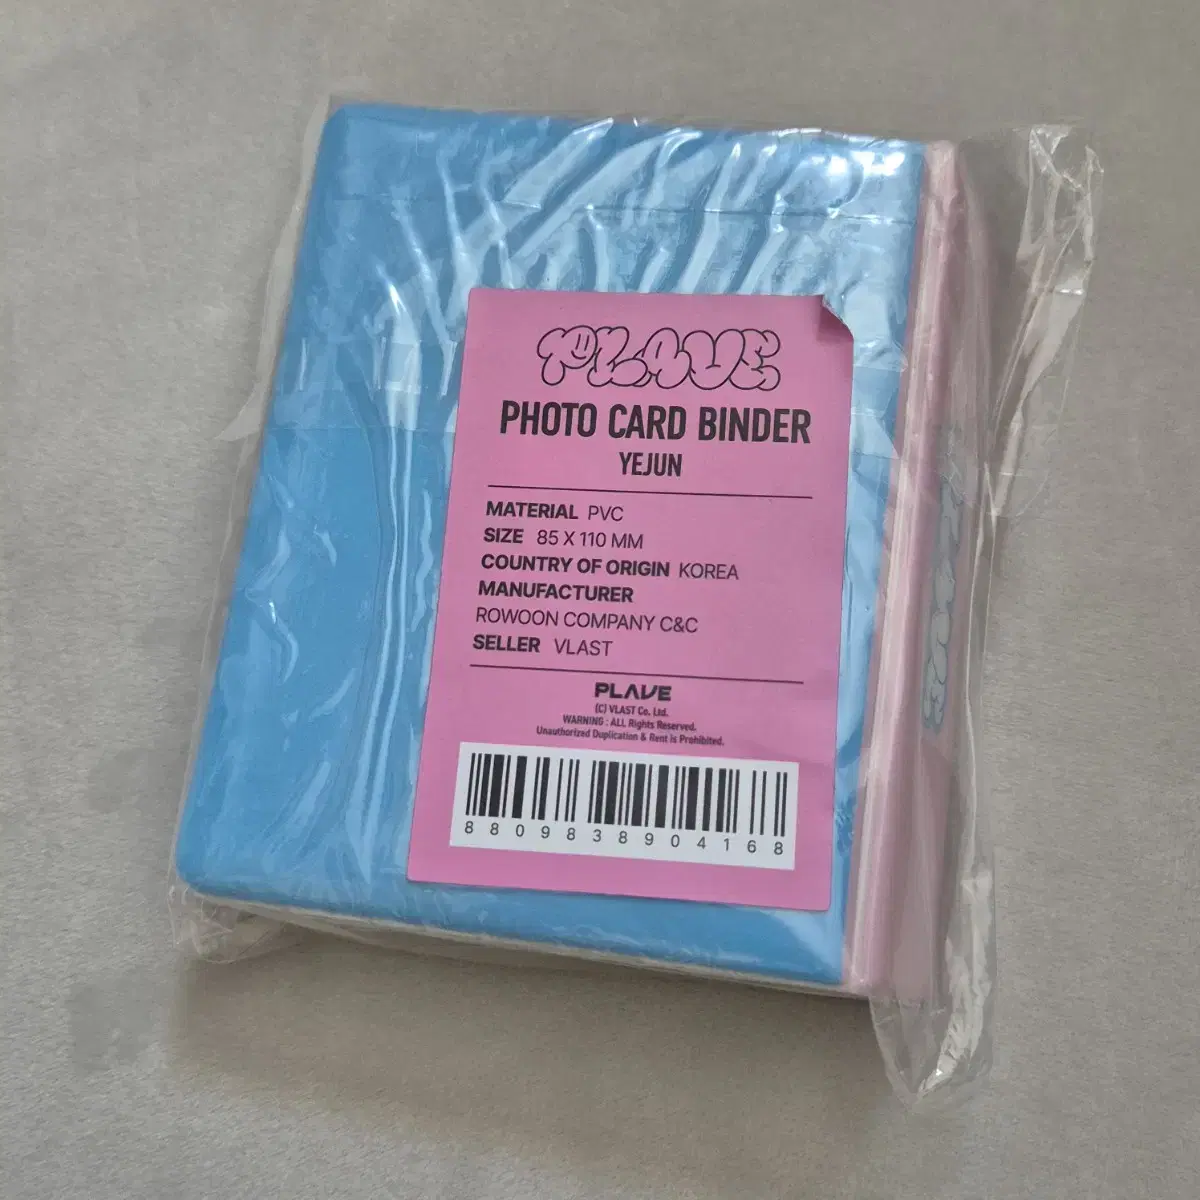 PLAVE
PHOTO CARD BINDER
YEJUN
MATERIAL PVC
SIZE 85 X 110 MM
COUNTRY OF ORIGIN KOREA
MANUFACTURER
ROWOON COMPANY C&C
SELLER VLAST
PLAVE
(C) VLAST Co. Ltd.
WARNING : ALL Rights Reserved.
Unauthorized Duplication & Rent is Prohibited.
8809838904168
PLAVE